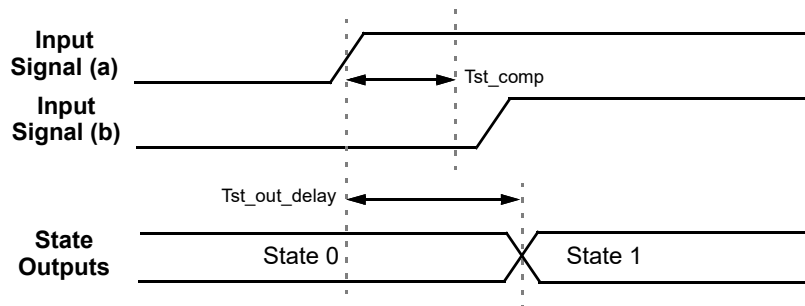 Input
Signal (a)
Tst_comp
Input
Signal (b)
Tst_out_delay
State
Outputs
State 0
State 1